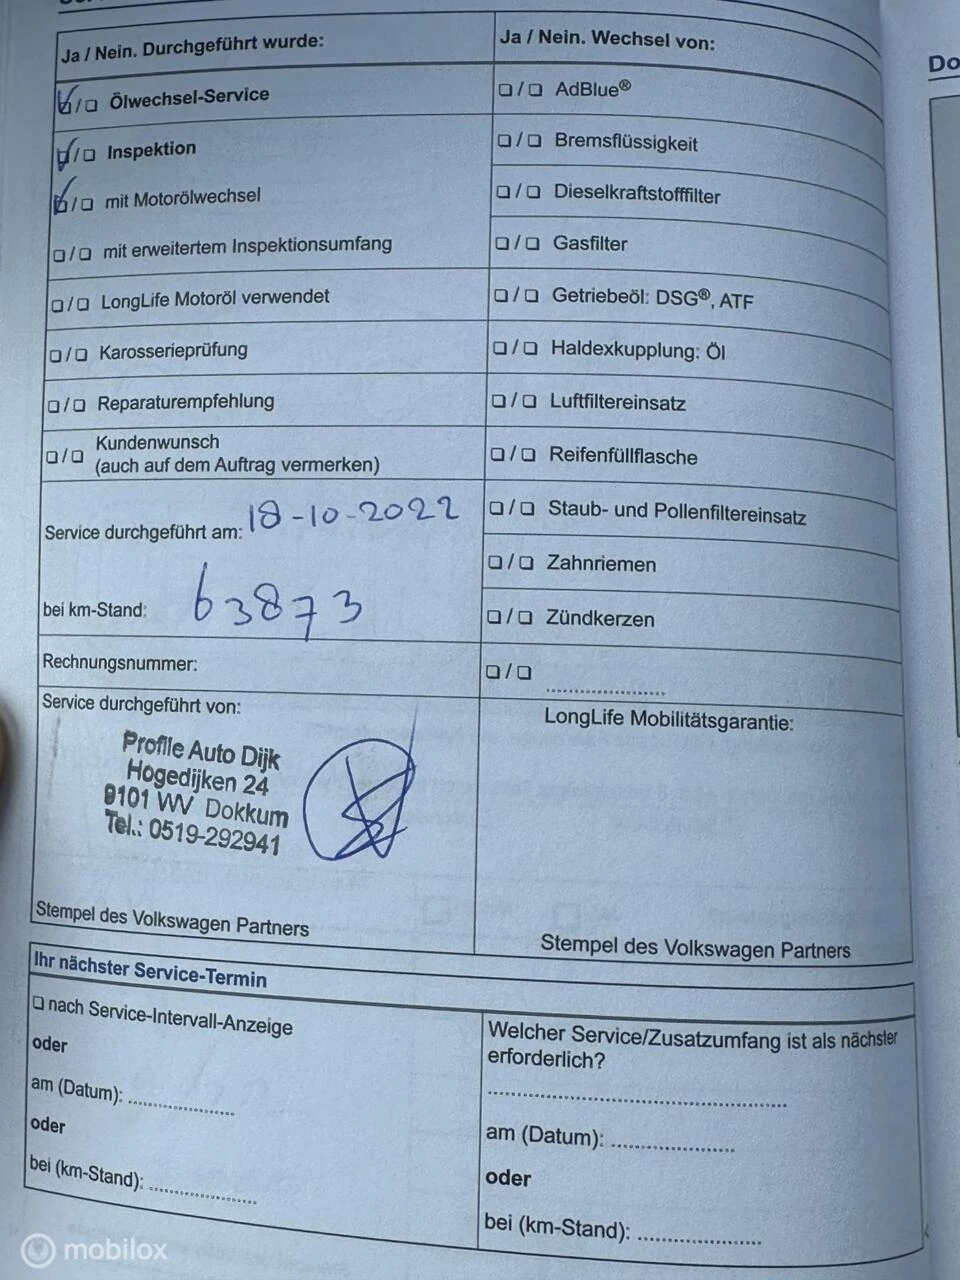 Ja / Nein. Durchgeführt wurde:
☑/☐ Ölwechsel-Service
☑/☐ Inspektion
☑/☐ mit Motorölwechsel
☐/☐ mit erweitertem Inspektionsumfang
☐/☐ LongLife Motoröl verwendet
☐/☐ Karosserieprüfung
☐/☐ Reparaturempfehlung
☐/☐ Kundenwunsch
(auch auf dem Auftrag vermerken)
Service durchgeführt am: 18-10-2022
bei km-Stand: 63873
Rechnungsnummer:
Service durchgeführt von:
Profile Auto Dijk
Hogedijken 24
9101 WV Dokkum
Tel.: 0519-292941
Stempel des Volkswagen Partners
Ja / Nein. Wechsel von:
☐/☐ AdBlue®
☐/☐ Bremsflüssigkeit
☐/☐ Dieselkraftstofffilter
☐/☐ Gasfilter
☐/☐ Getriebeöl: DSG®, ATF
☐/☐ Haldexkupplung: Öl
☐/☐ Luftfiltereinsatz
☐/☐ Reifenfüllflasche
☐/☐ Staub- und Pollenfiltereinsatz
☐/☐ Zahnriemen
☐/☐ Zündkerzen
☐/☐ ....................
LongLife Mobilitätsgarantie:
Stempel des Volkswagen Partners
Ihr nächster Service-Termin
☐ nach Service-Intervall-Anzeige
oder
am (Datum): ....................
oder
bei (km-Stand): ....................
Welcher Service/Zusatzumfang ist als nächster
erforderlich?
..................................................
am (Datum): ....................
oder
bei (km-Stand): ....................
Do
mobilox